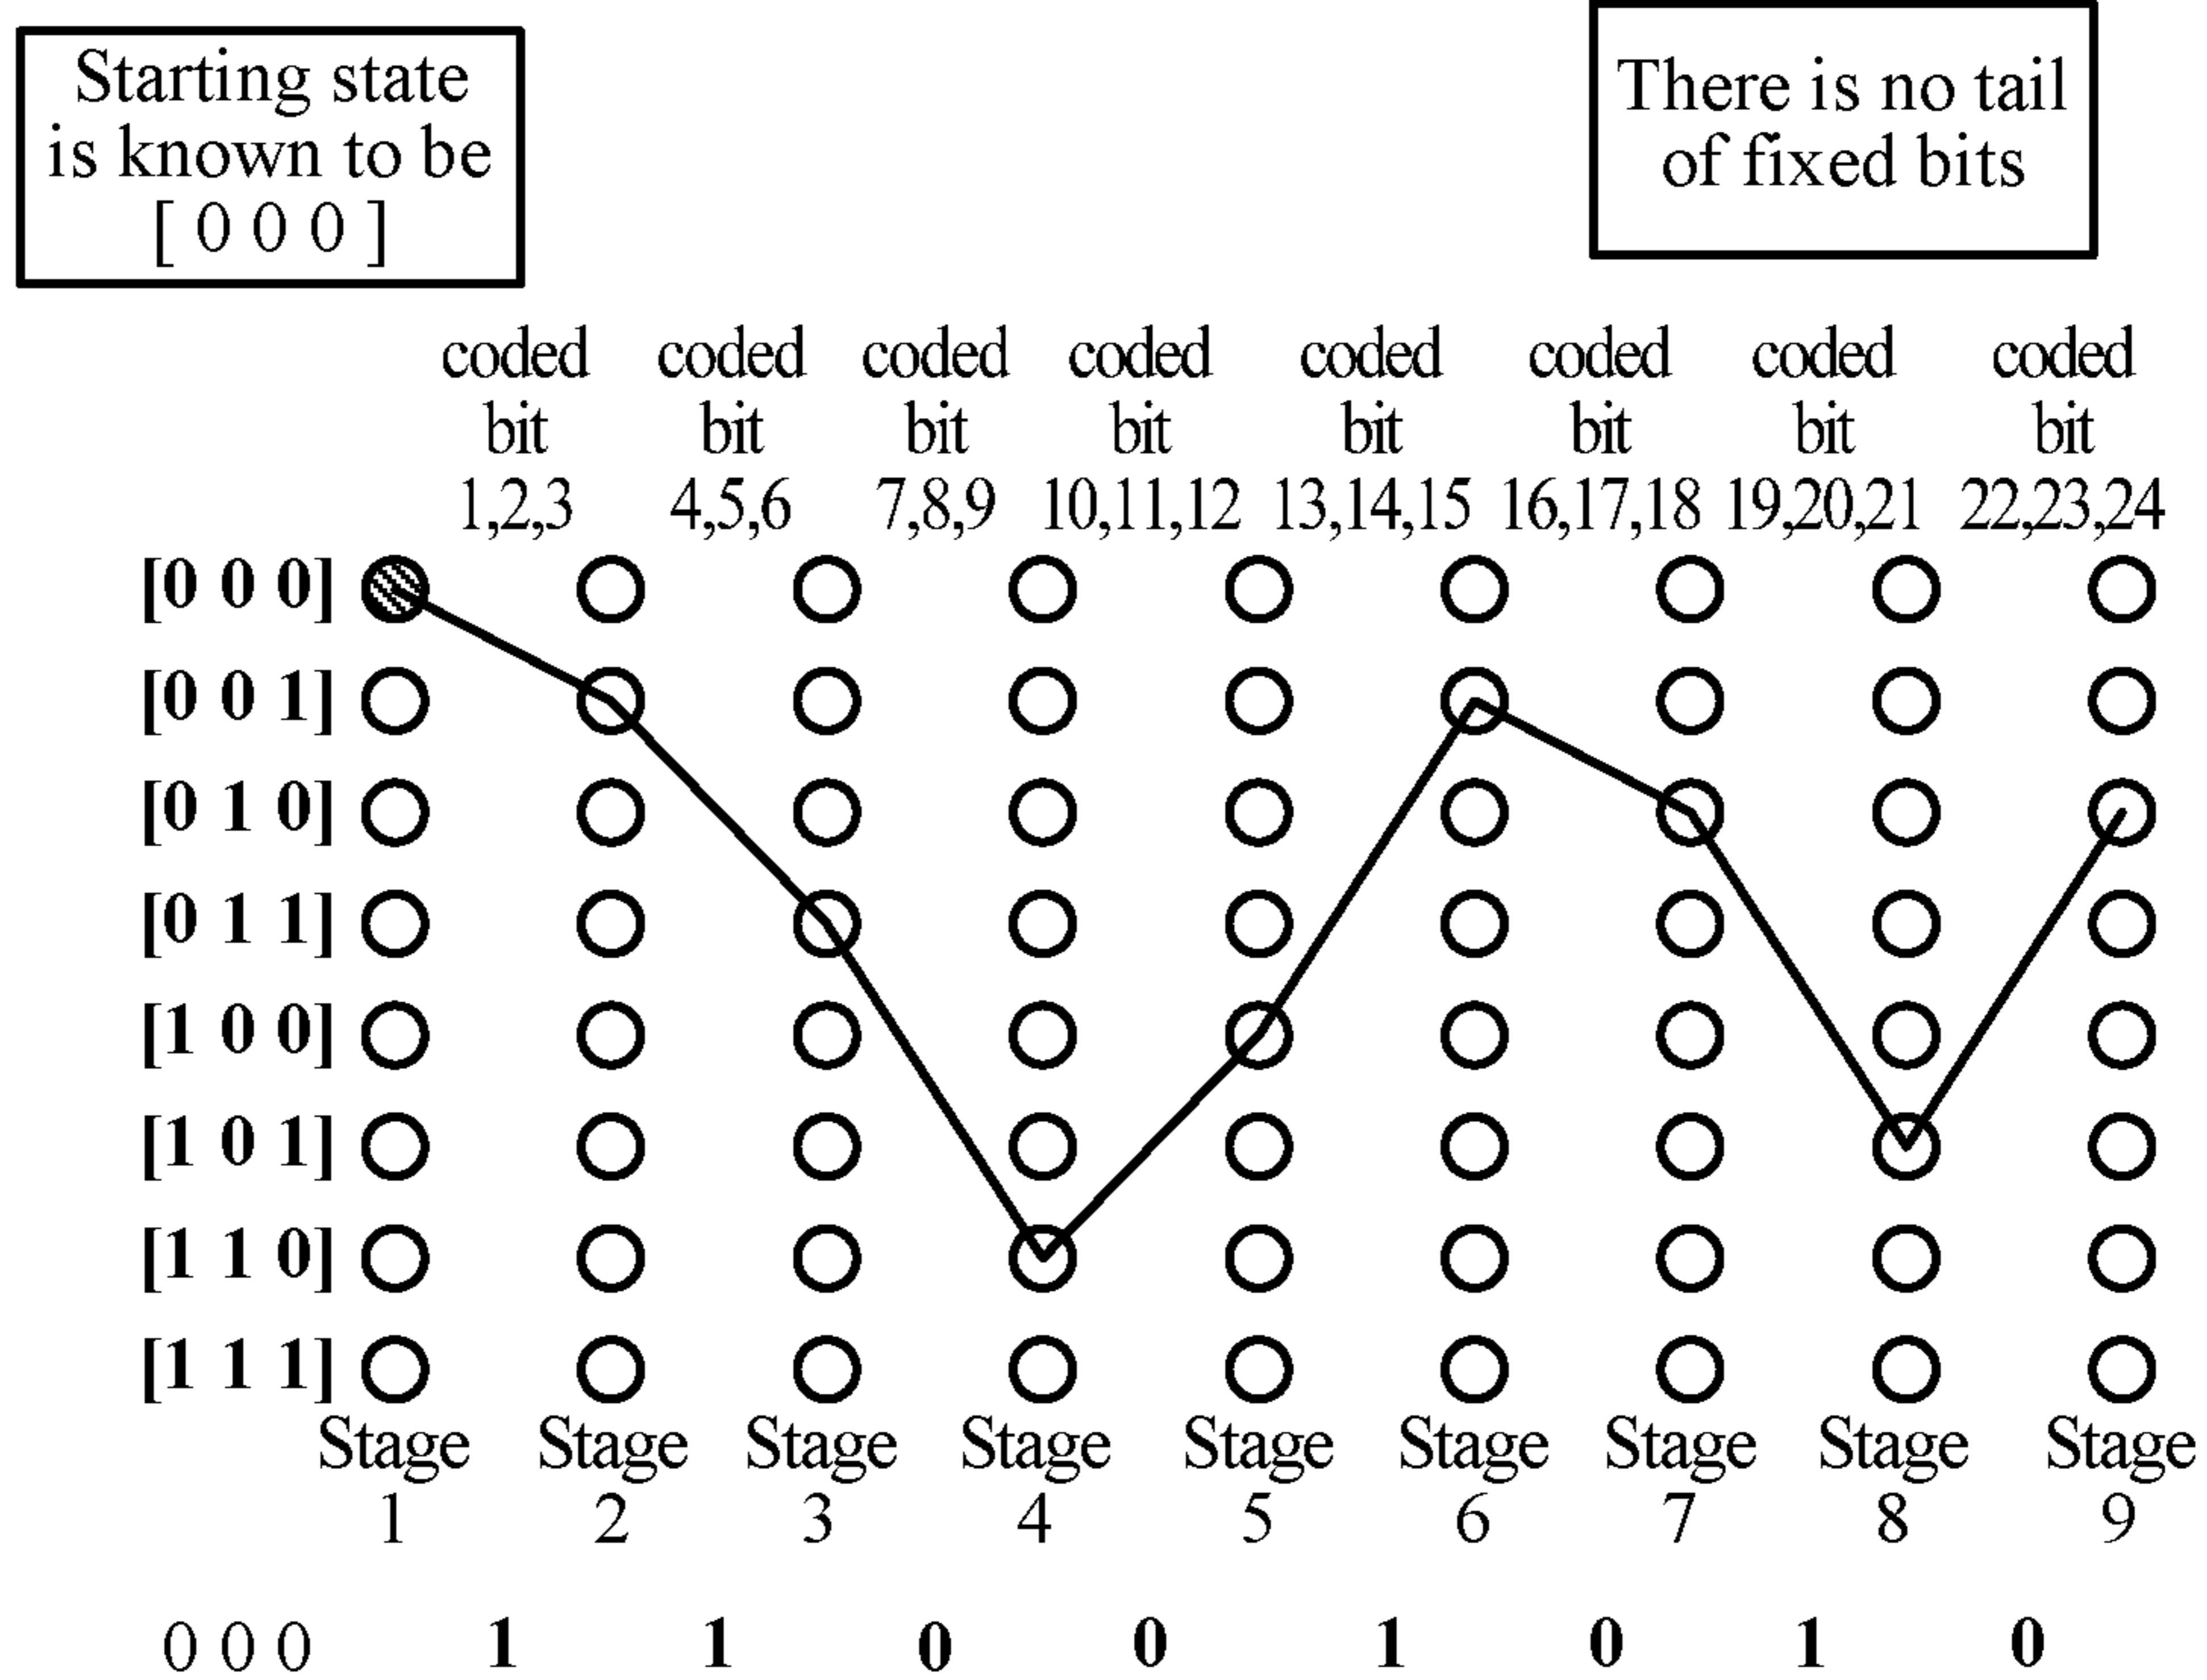 Starting state
is known to be
[ 0 0 0 ]
There is no tail
of fixed bits
coded coded coded coded coded coded coded coded
bit bit bit bit bit bit bit bit
1,2,3 4,5,6 7,8,9 10,11,12 13,14,15 16,17,18 19,20,21 22,23,24
[0 0 0]
[0 0 1]
[0 1 0]
[0 1 1]
[1 0 0]
[1 0 1]
[1 1 0]
[1 1 1]
Stage Stage Stage Stage Stage Stage Stage Stage Stage
1 2 3 4 5 6 7 8 9
0 0 0 1 1 0 0 1 0 1 0